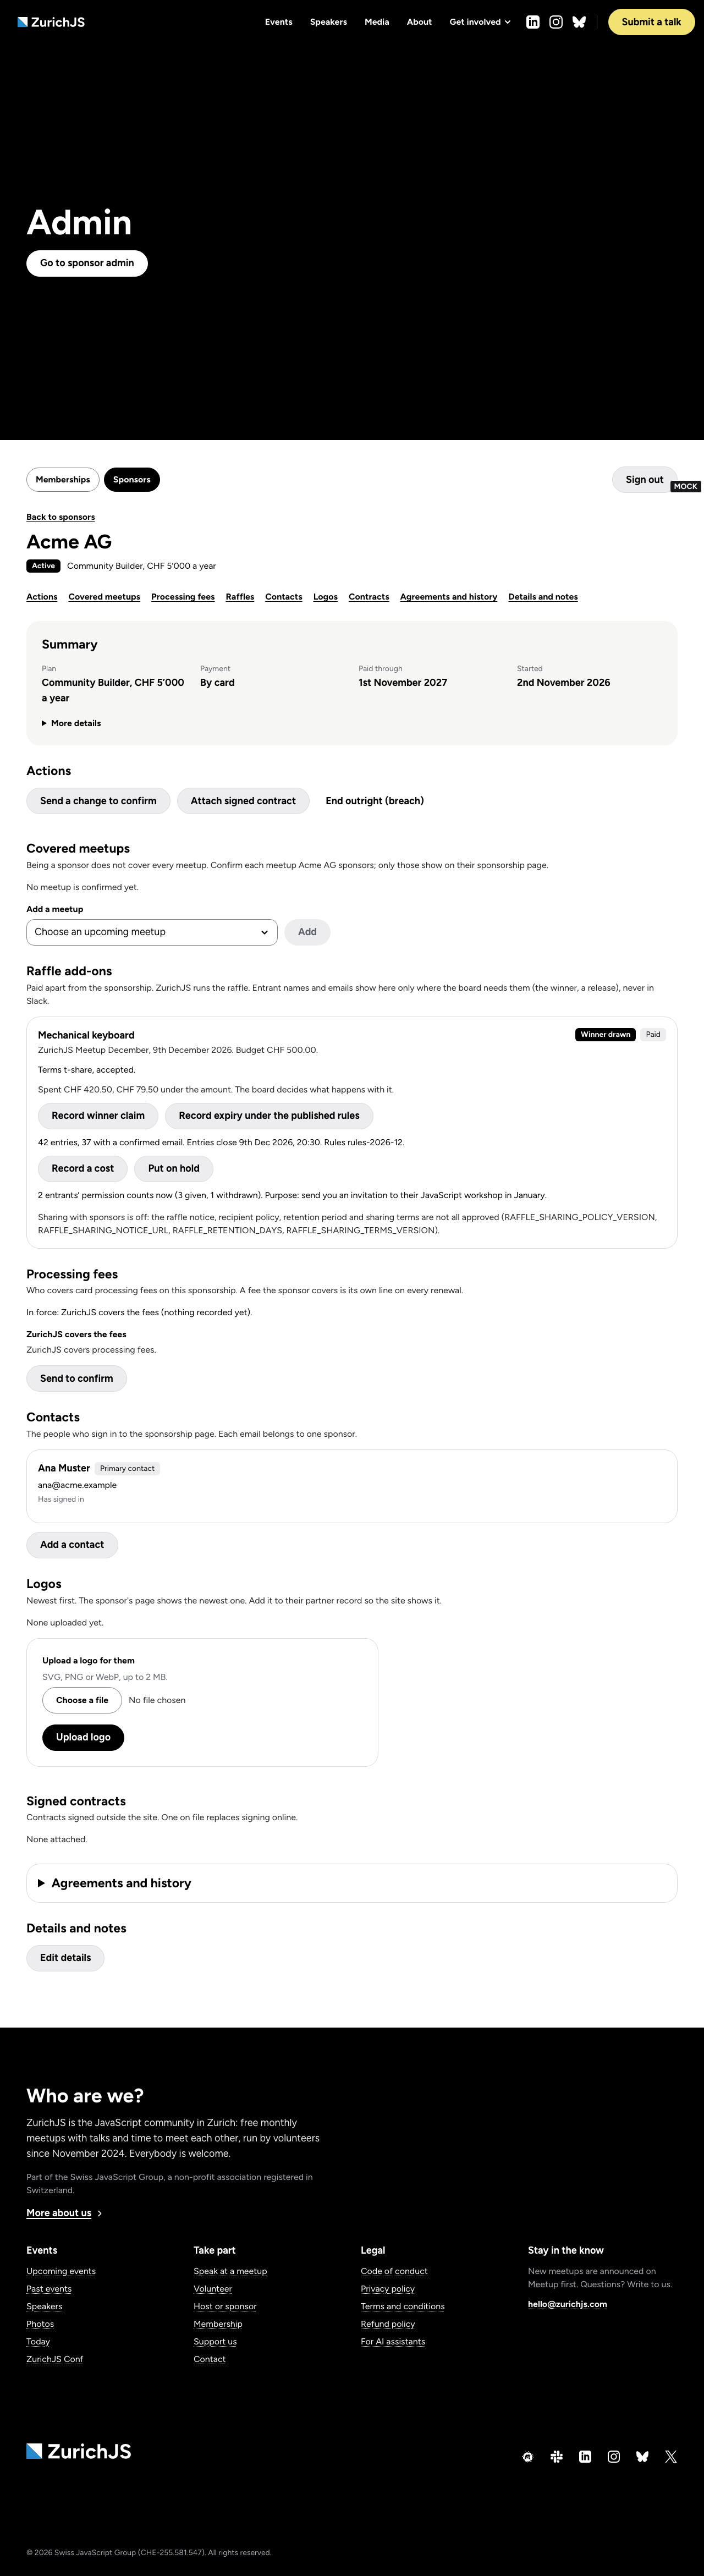 ZurichJS
Events
Speakers
Media
About
Get involved
Submit a talk
Admin
Go to sponsor admin
Memberships
Sponsors
Sign out
MOCK
Back to sponsors
Acme AG
Active
Community Builder, CHF 5'000 a year
Actions
Covered meetups
Processing fees
Raffles
Contacts
Logos
Contracts
Agreements and history
Details and notes
Summary
Plan
Community Builder, CHF 5'000
a year
Payment
By card
Paid through
1st November 2027
Started
2nd November 2026
More details
Actions
Send a change to confirm
Attach signed contract
End outright (breach)
Covered meetups
Being a sponsor does not cover every meetup. Confirm each meetup Acme AG sponsors; only those show on their sponsorship page.
No meetup is confirmed yet.
Add a meetup
Choose an upcoming meetup
Add
Raffle add-ons
Paid apart from the sponsorship. ZurichJS runs the raffle. Entrant names and emails show here only where the board needs them (the winner, a release), never in
Slack.
Mechanical keyboard
Winner drawn
Paid
ZurichJS Meetup December, 9th December 2026. Budget CHF 500.00.
Terms t-share, accepted.
Spent CHF 420.50, CHF 79.50 under the amount. The board decides what happens with it.
Record winner claim
Record expiry under the published rules
42 entries, 37 with a confirmed email. Entries close 9th Dec 2026, 20:30. Rules rules-2026-12.
Record a cost
Put on hold
2 entrants' permission counts now (3 given, 1 withdrawn). Purpose: send you an invitation to their JavaScript workshop in January.
Sharing with sponsors is off: the raffle notice, recipient policy, retention period and sharing terms are not all approved (RAFFLE_SHARING_POLICY_VERSION,
RAFFLE_SHARING_NOTICE_URL, RAFFLE_RETENTION_DAYS, RAFFLE_SHARING_TERMS_VERSION).
Processing fees
Who covers card processing fees on this sponsorship. A fee the sponsor covers is its own line on every renewal.
In force: ZurichJS covers the fees (nothing recorded yet).
ZurichJS covers the fees
ZurichJS covers processing fees.
Send to confirm
Contacts
The people who sign in to the sponsorship page. Each email belongs to one sponsor.
Ana Muster
Primary contact
ana@acme.example
Has signed in
Add a contact
Logos
Newest first. The sponsor's page shows the newest one. Add it to their partner record so the site shows it.
None uploaded yet.
Upload a logo for them
SVG, PNG or WebP, up to 2 MB.
Choose a file
No file chosen
Upload logo
Signed contracts
Contracts signed outside the site. One on file replaces signing online.
None attached.
Agreements and history
Details and notes
Edit details
Who are we?
ZurichJS is the JavaScript community in Zurich: free monthly
meetups with talks and time to meet each other, run by volunteers
since November 2024. Everybody is welcome.
Part of the Swiss JavaScript Group, a non-profit association registered in
Switzerland.
More about us
Events
Upcoming events
Past events
Speakers
Photos
Today
ZurichJS Conf
Take part
Speak at a meetup
Volunteer
Host or sponsor
Membership
Support us
Contact
Legal
Code of conduct
Privacy policy
Terms and conditions
Refund policy
For AI assistants
Stay in the know
New meetups are announced on
Meetup first. Questions? Write to us.
hello@zurichjs.com
ZurichJS
© 2026 Swiss JavaScript Group (CHE-255.581.547). All rights reserved.